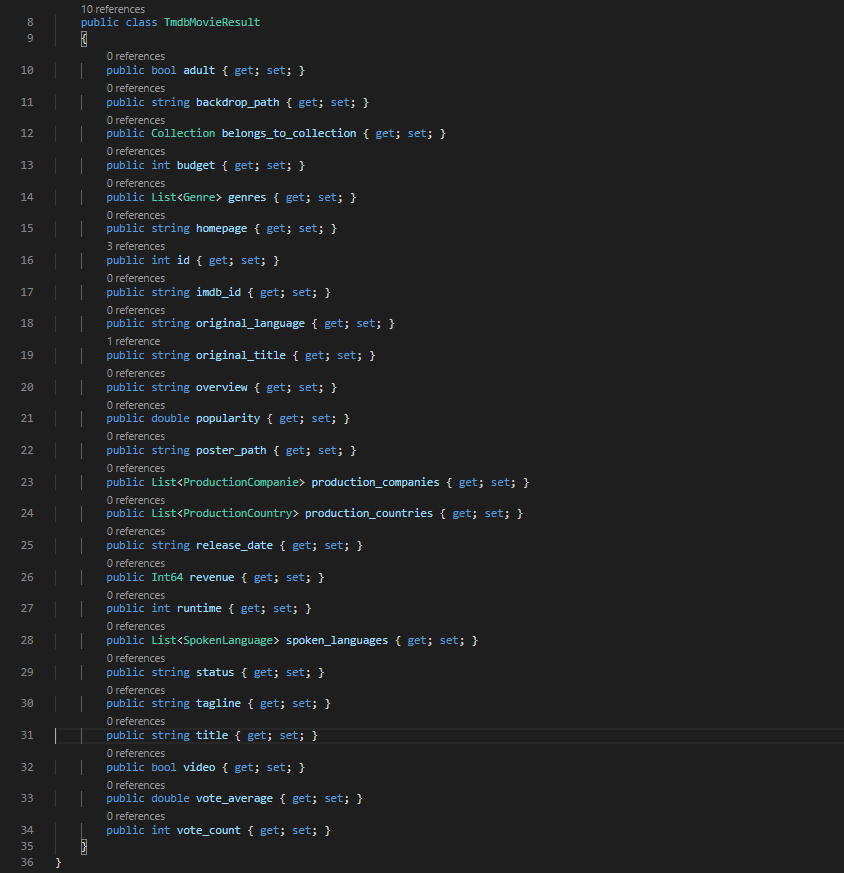 10 references
8 public class TmdbMovieResult
9 {
0 references
10 public bool adult { get; set; }
0 references
11 public string backdrop_path { get; set; }
0 references
12 public Collection belongs_to_collection { get; set; }
0 references
13 public int budget { get; set; }
0 references
14 public List<Genre> genres { get; set; }
0 references
15 public string homepage { get; set; }
3 references
16 public int id { get; set; }
0 references
17 public string imdb_id { get; set; }
0 references
18 public string original_language { get; set; }
1 reference
19 public string original_title { get; set; }
0 references
20 public string overview { get; set; }
0 references
21 public double popularity { get; set; }
0 references
22 public string poster_path { get; set; }
0 references
23 public List<ProductionCompanie> production_companies { get; set; }
0 references
24 public List<ProductionCountry> production_countries { get; set; }
0 references
25 public string release_date { get; set; }
0 references
26 public Int64 revenue { get; set; }
0 references
27 public int runtime { get; set; }
0 references
28 public List<SpokenLanguage> spoken_languages { get; set; }
0 references
29 public string status { get; set; }
0 references
30 public string tagline { get; set; }
0 references
31 public string title { get; set; }
0 references
32 public bool video { get; set; }
0 references
33 public double vote_average { get; set; }
0 references
34 public int vote_count { get; set; }
35 }
36 }